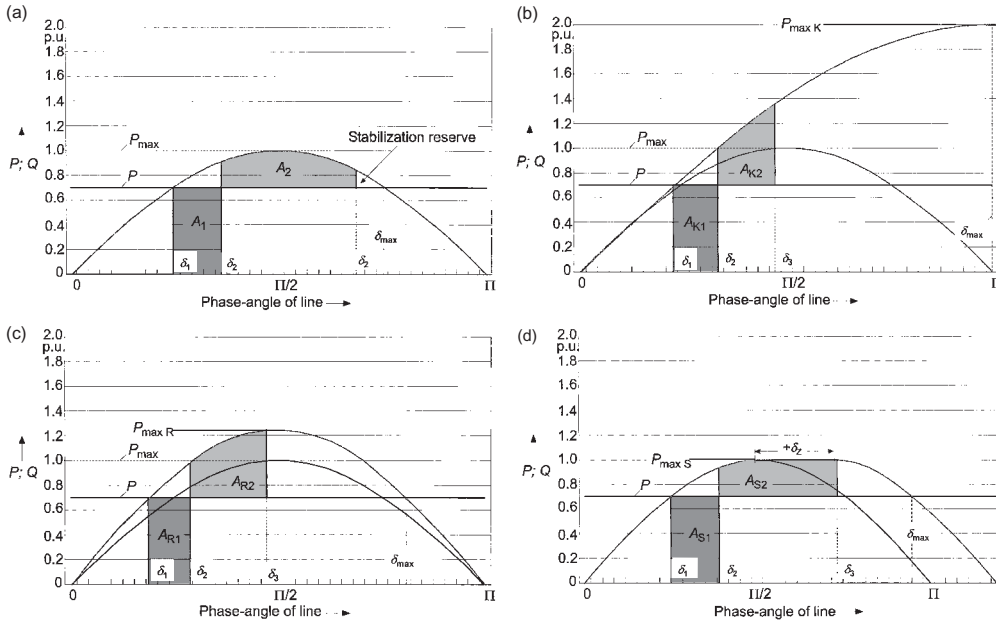 (a)
2.0
p.u.
1.8
1.6
1.4
1.2
P; Q
1.0
0.8
0.6
0.4
0.2
0
Pmax
P
A1
A2
Stabilization reserve
δ1
δ2
δ2
δmax
0
Π/2
Π
Phase-angle of line
(b)
2.0
p.u.
1.8
1.6
1.4
1.2
P; Q
1.0
0.8
0.6
0.4
0.2
0
Pmax K
Pmax
P
AK1
AK2
δ1
δ2
δ3
δmax
0
Π/2
Π
Phase-angle of line
(c)
2.0
p.u.
1.8
1.6
1.4
1.2
P; Q
1.0
0.8
0.6
0.4
0.2
0
Pmax R
Pmax
P
AR1
AR2
δ1
δ2
δ3
δmax
0
Π/2
Π
Phase-angle of line
(d)
2.0
p.u.
1.8
1.6
1.4
1.2
P; Q
1.0
0.8
0.6
0.4
0.2
0
Pmax S
P
+δZ
AS1
AS2
δ1
δ2
δ3
δmax
0
Π/2
Π
Phase-angle of line